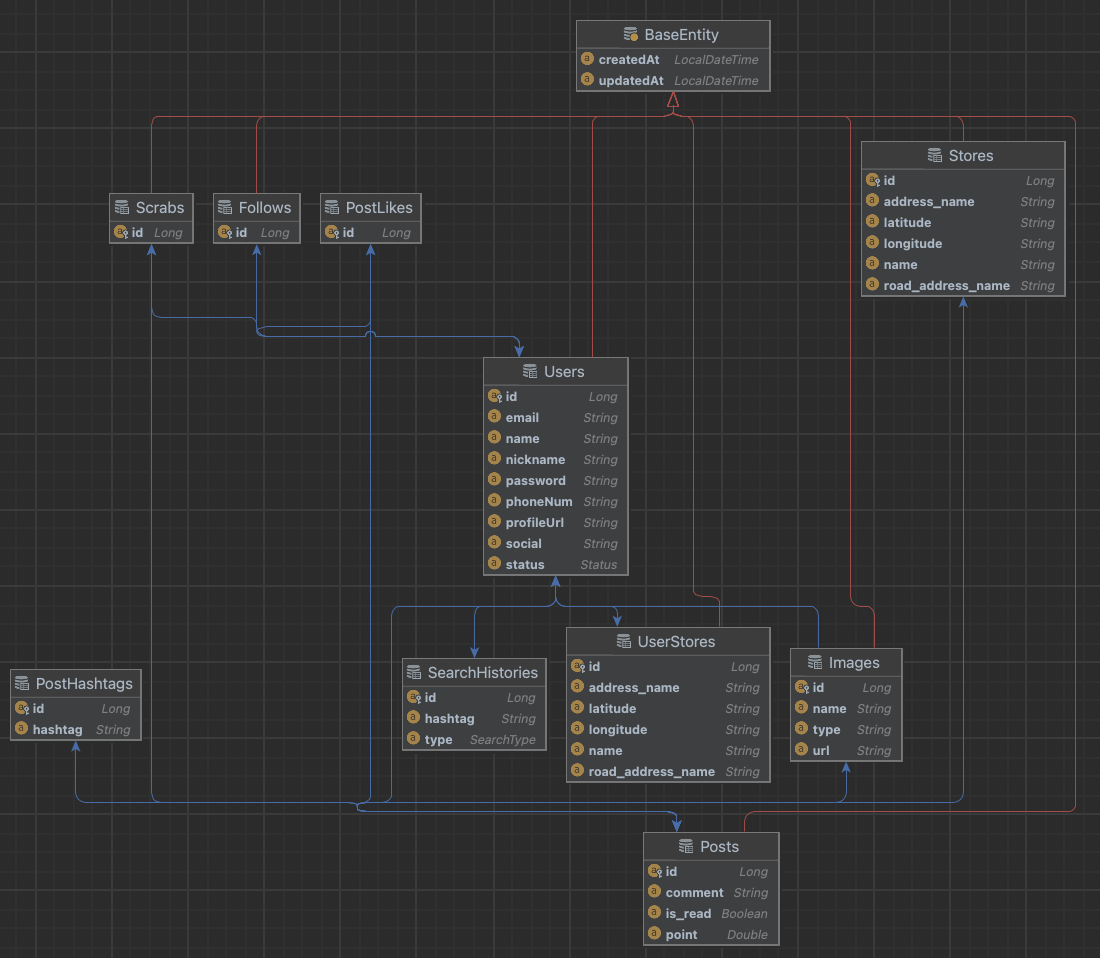 BaseEntity
createdAt LocalDateTime
updatedAt LocalDateTime
Stores
id Long
address_name String
latitude String
longitude String
name String
road_address_name String
Scrabs
id Long
Follows
id Long
PostLikes
id Long
Users
id Long
email String
name String
nickname String
password String
phoneNum String
profileUrl String
social String
status Status
UserStores
id Long
address_name String
latitude String
longitude String
name String
road_address_name String
Images
id Long
name String
type String
url String
SearchHistories
id Long
hashtag String
type SearchType
PostHashtags
id Long
hashtag String
Posts
id Long
comment String
is_read Boolean
point Double